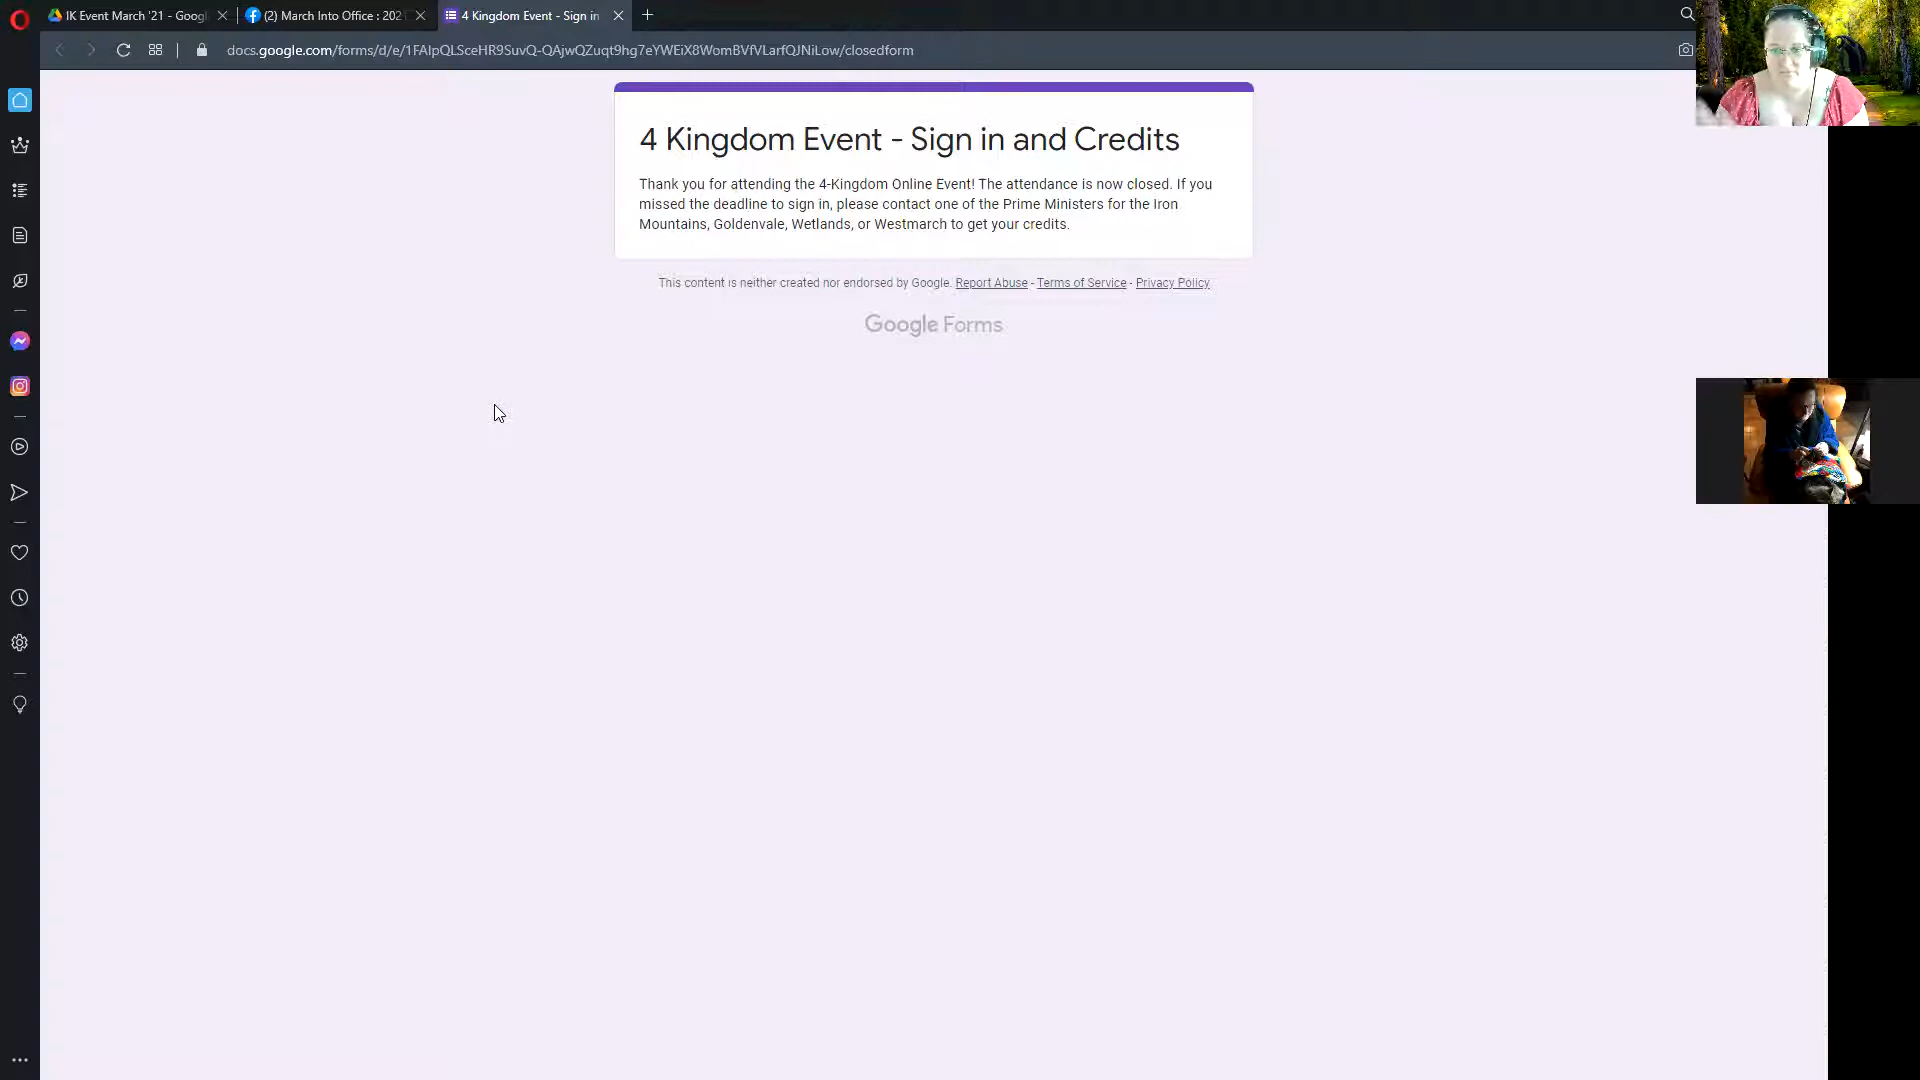 IK Event March '21 - Googl
(2) March Into Office : 202
4 Kingdom Event - Sign in
docs.google.com/forms/d/e/1FAIpQLSceHR9SuvQ-QAjwQZuqt9hg7eYWEiX8WomBVfVLarfQJNiLow/closedform
4 Kingdom Event - Sign in and Credits
Thank you for attending the 4-Kingdom Online Event! The attendance is now closed. If you
missed the deadline to sign in, please contact one of the Prime Ministers for the Iron
Mountains, Goldenvale, Wetlands, or Westmarch to get your credits.
This content is neither created nor endorsed by Google. Report Abuse - Terms of Service - Privacy Policy
Google Forms